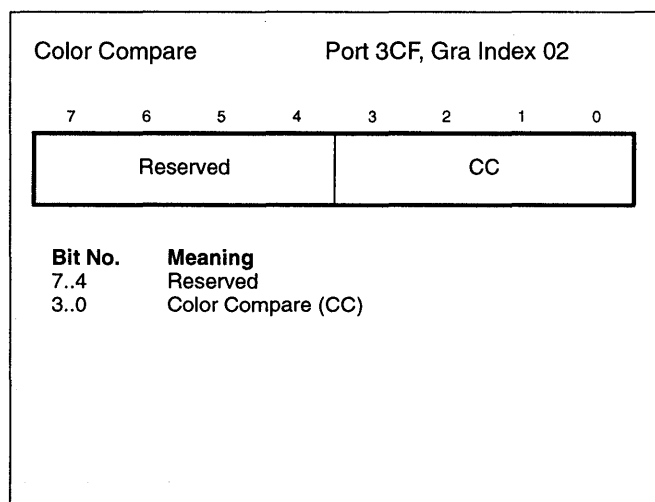 Color Compare Port 3CF, Gra Index 02
7 6 5 4 3 2 1 0
Reserved CC
Bit No. Meaning
7..4 Reserved
3..0 Color Compare (CC)